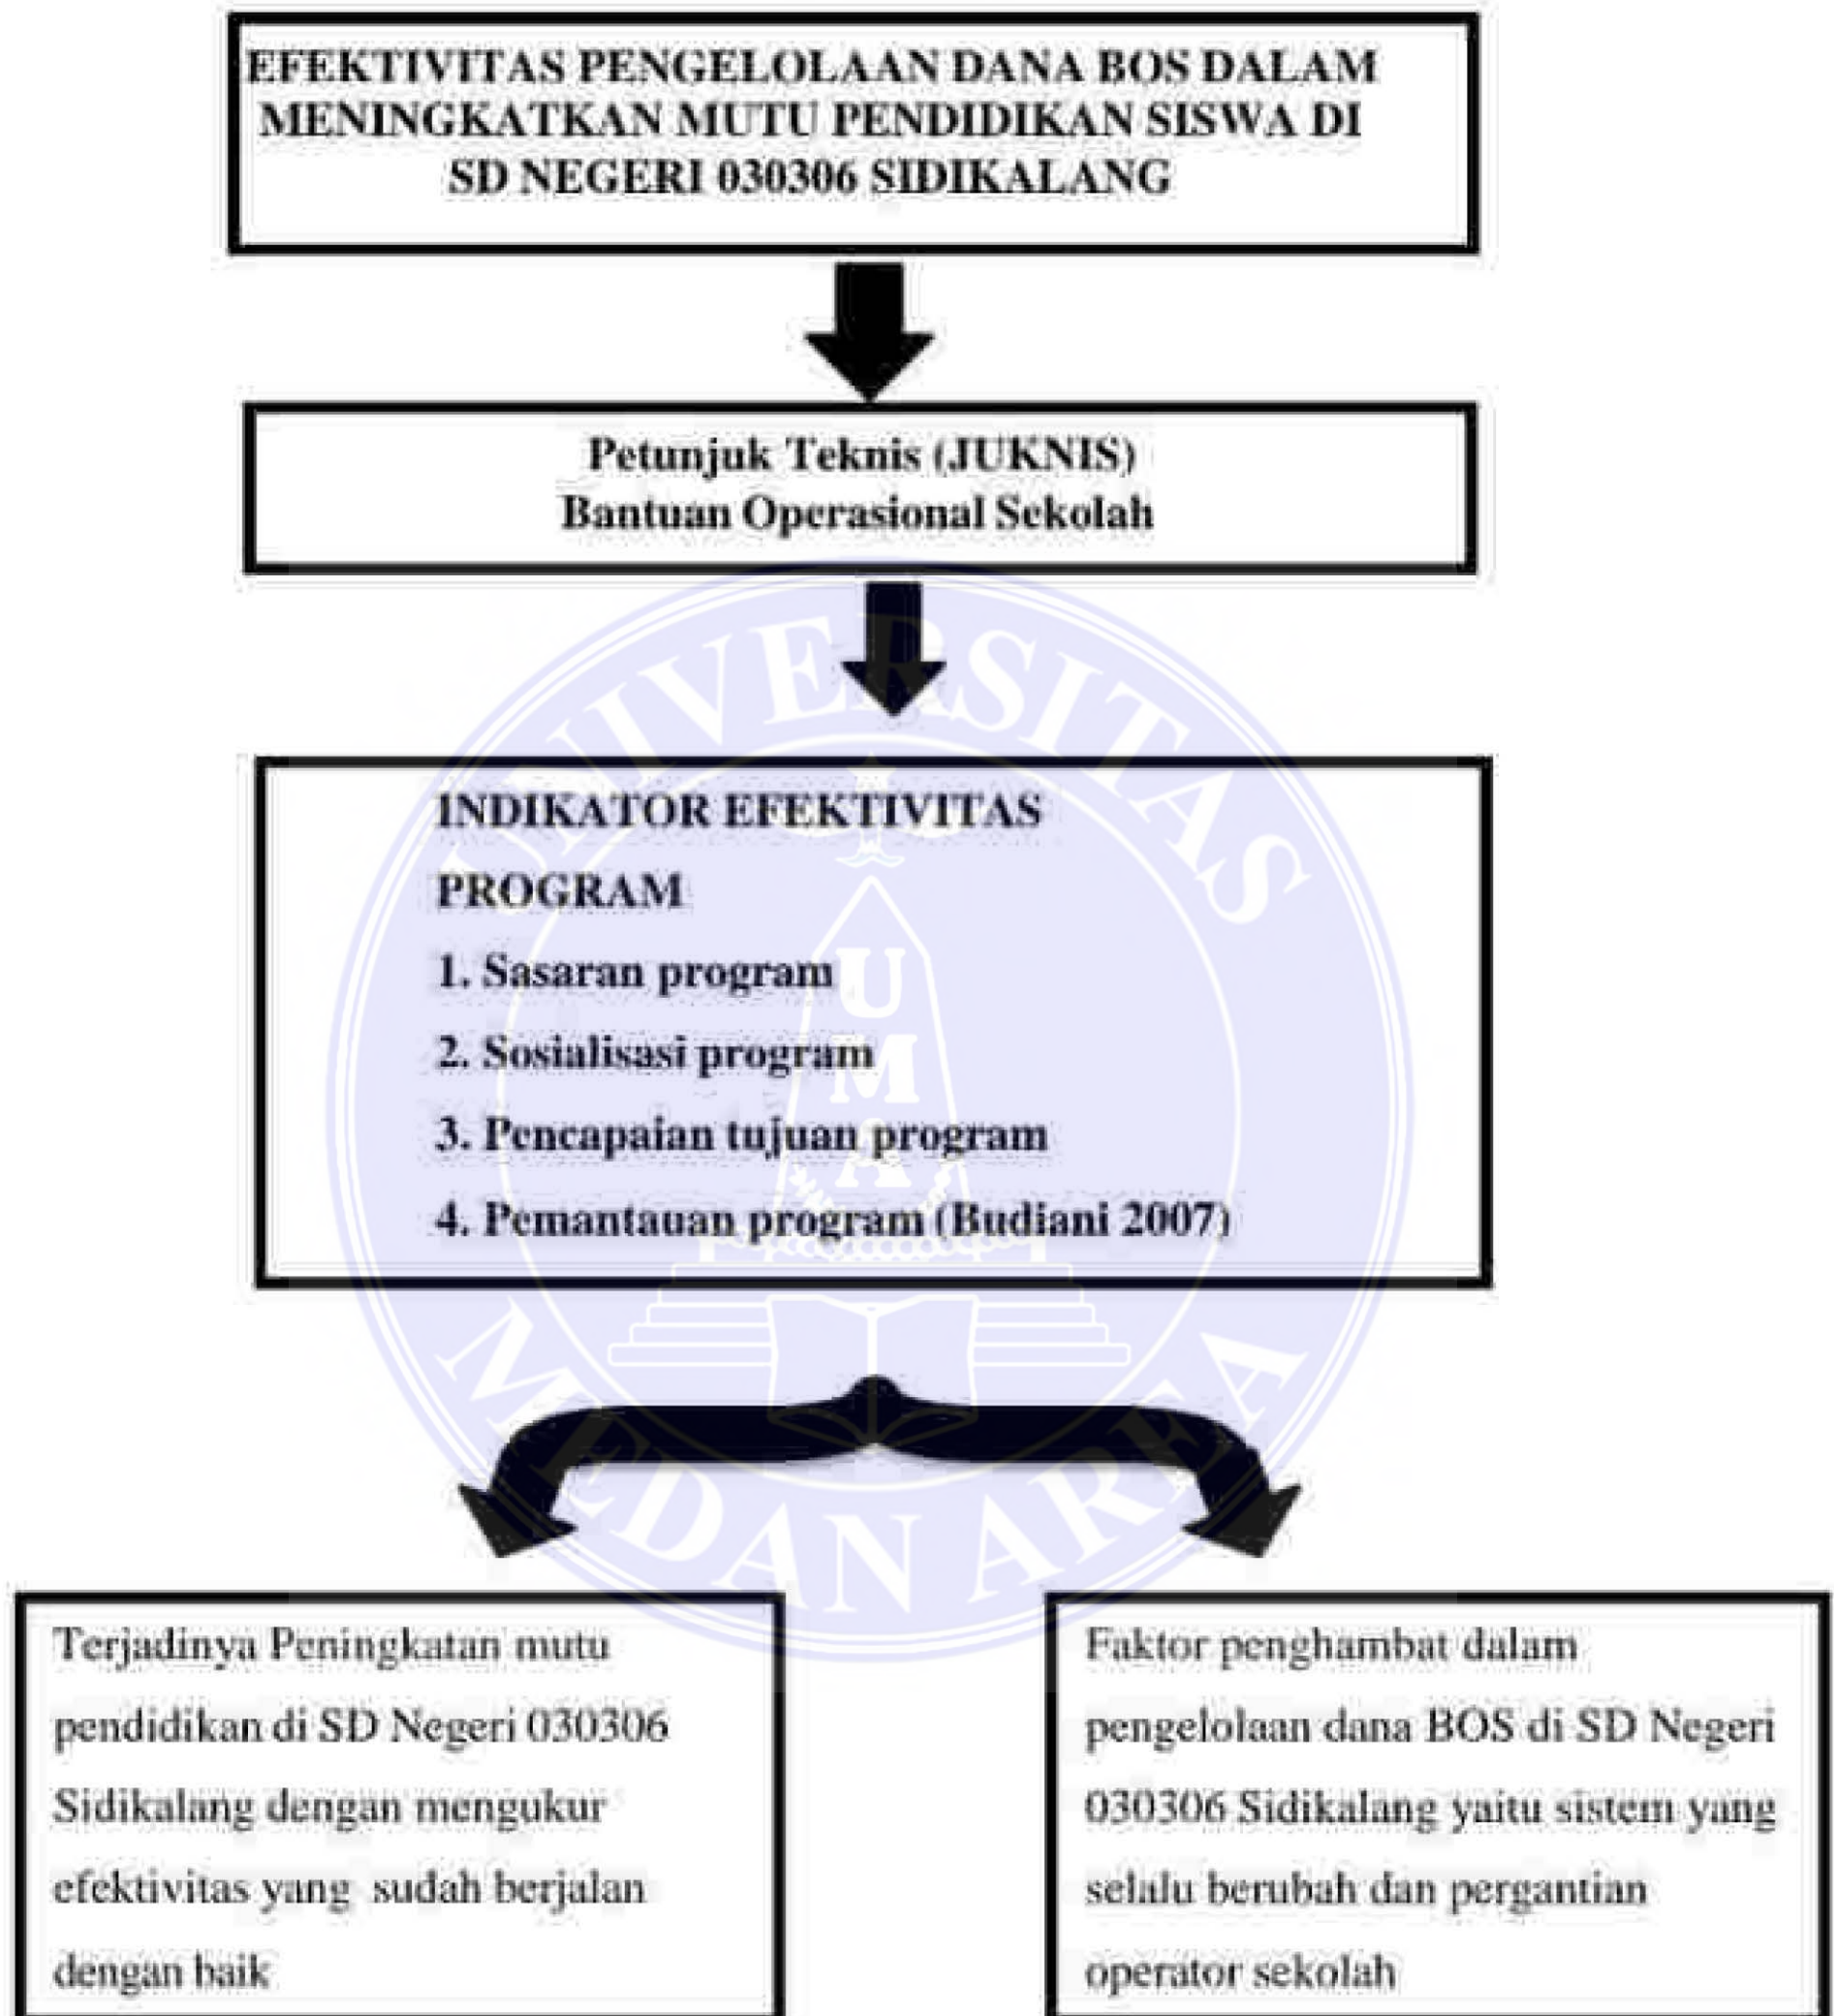 EFEKTIVITAS PENGELOLAAN DANA BOS DALAM
MENINGKATKAN MUTU PENDIDIKAN SISWA DI
SD NEGERI 030306 SIDIKALANG
Petunjuk Teknis (JUKNIS)
Bantuan Operasional Sekolah
INDIKATOR EFEKTIVITAS
PROGRAM
1. Sasaran program
2. Sosialisasi program
3. Pencapaian tujuan program
4. Pemantauan program (Budiani 2007)
Terjadinya Peningkatan mutu
pendidikan di SD Negeri 030306
Sidikalang dengan mengukur
efektivitas yang sudah berjalan
dengan baik
Faktor penghambat dalam
pengelolaan dana BOS di SD Negeri
030306 Sidikalang yaitu sistem yang
selalu berubah dan pergantian
operator sekolah
UNIVERSITAS
MEDAN AREA
U
M
A